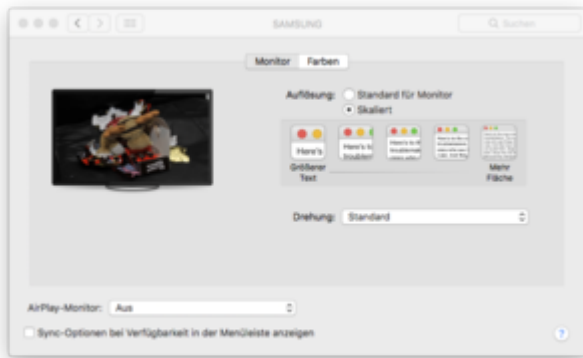 SAMSUNG
Suchen
Monitor Farben
Auflösung: Standard für Monitor
Skaliert
Here's
Größerer
Text
Mehr
Fläche
Drehung: Standard
AirPlay-Monitor: Aus
Sync-Optionen bei Verfügbarkeit in der Menüleiste anzeigen
?